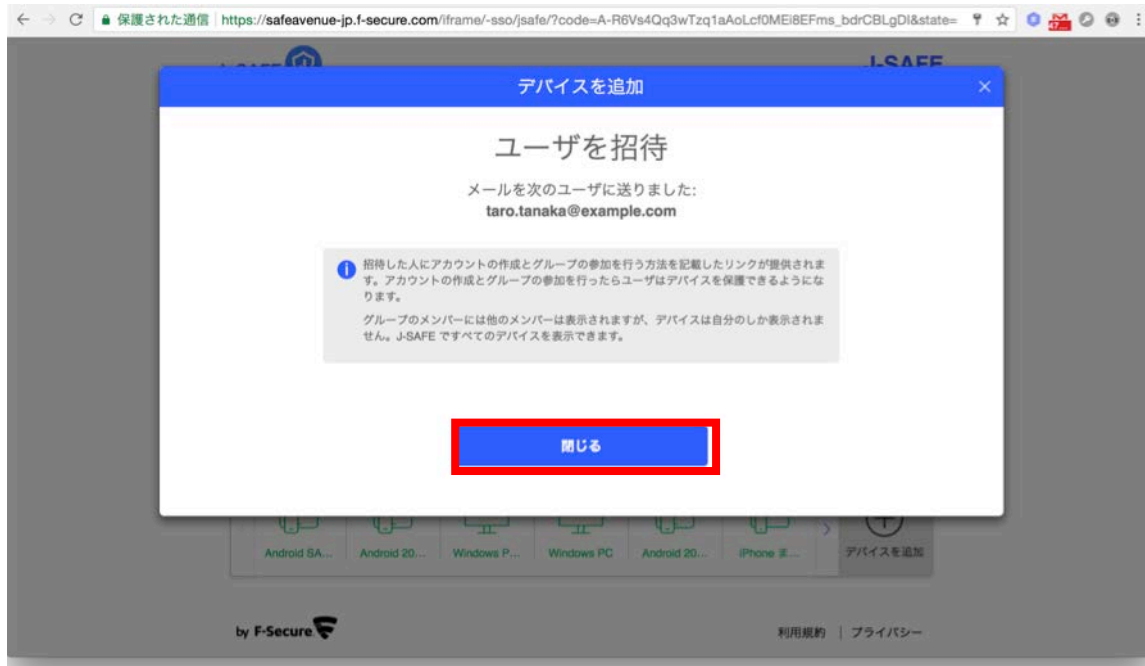 保護された通信 | https://safeavenue-jp.f-secure.com/iframe/-sso/jsafe/?code=A-R6Vs4Qq3wTzq1aAoLcf0MEi8EFms_bdrCBLgDI&state=
J-SAFE
デバイスを追加
ユーザを招待
メールを次のユーザに送りました:
taro.tanaka@example.com
招待した人にアカウントの作成とグループの参加を行う方法を記載したリンクが提供されま
す。アカウントの作成とグループの参加を行ったらユーザはデバイスを保護できるようにな
ります。
グループのメンバーには他のメンバーは表示されますが、デバイスは自分のしか表示されま
せん。J-SAFE ですべてのデバイスを表示できます。
閉じる
Android SA... Android 20... Windows P... Windows PC Android 20... iPhone ... デバイスを追加
by F-Secure 利用規約 | プライバシー